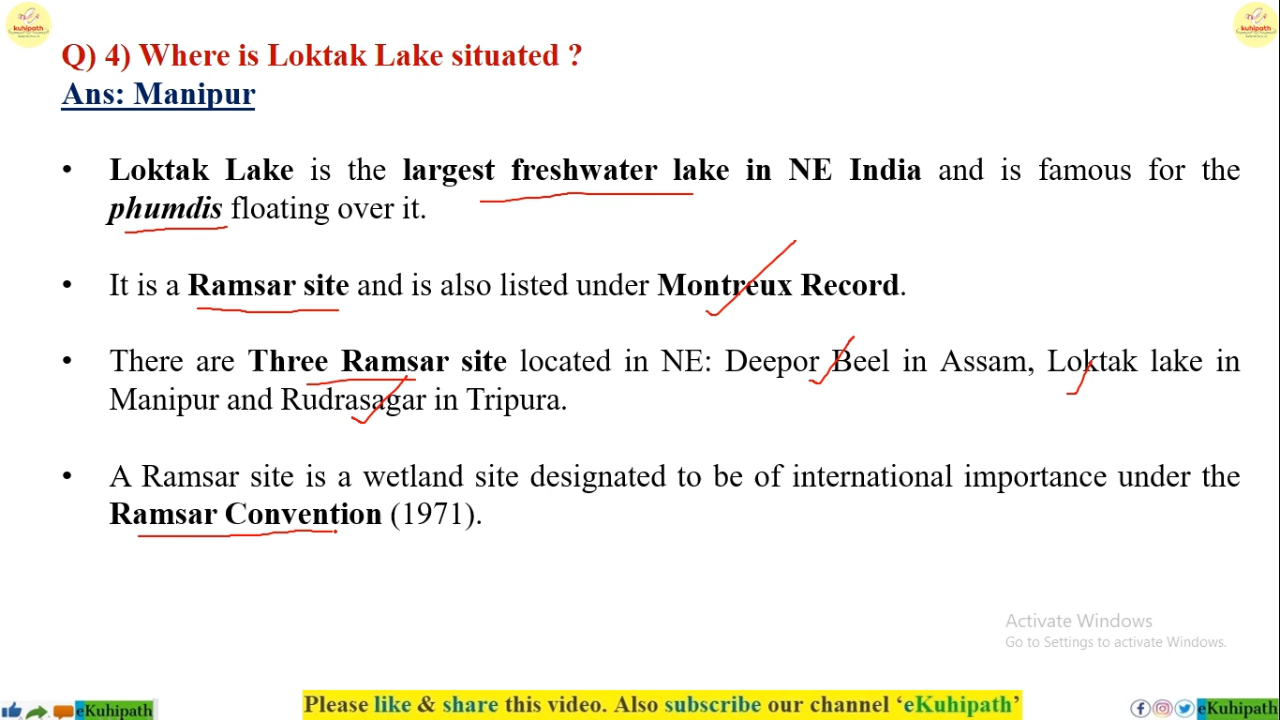 kuhipath
kuhipath
Q) 4) Where is Loktak Lake situated ?
Ans: Manipur
• Loktak Lake is the largest freshwater lake in NE India and is famous for the
phumdis floating over it.
• It is a Ramsar site and is also listed under Montreux Record.
• There are Three Ramsar site located in NE: Deepor Beel in Assam, Loktak lake in
Manipur and Rudrasagar in Tripura.
• A Ramsar site is a wetland site designated to be of international importance under the
Ramsar Convention (1971).
Activate Windows
Go to Settings to activate Windows.
eKuhipath
Please like & share this video. Also subscribe our channel ‘eKuhipath’
eKuhipath